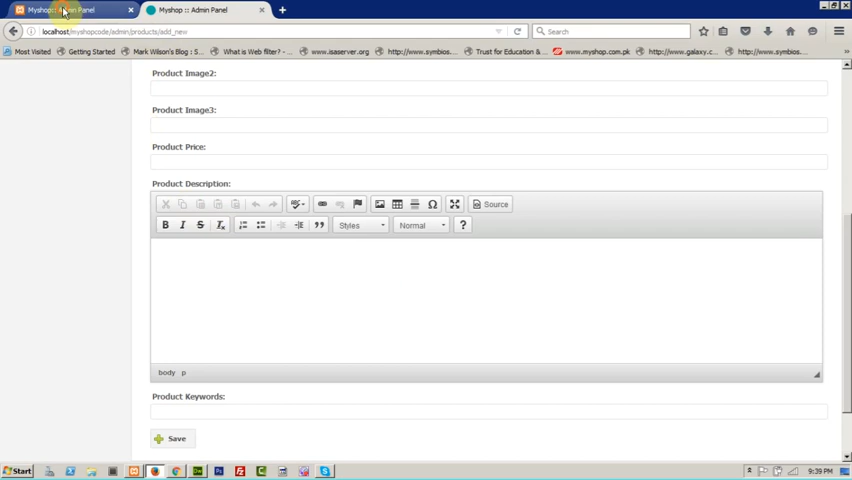 Myshop:: Admin Panel
Myshop :: Admin Panel
localhost/myshopcode/admin/products/add_new
Search
Most Visited Getting Started Mark Wilson's Blog : S... What is Web filter? - ... www.isaserver.org http://www.symbios. Trust for Education & ... www.myshop.com.pk http://www.galaxy.c... http://www.symbios.
Product Image2:
Product Image3:
Product Price:
Product Description:
Source
B I S Styles Normal ?
body p
Product Keywords:
Save
Start 9:39 PM